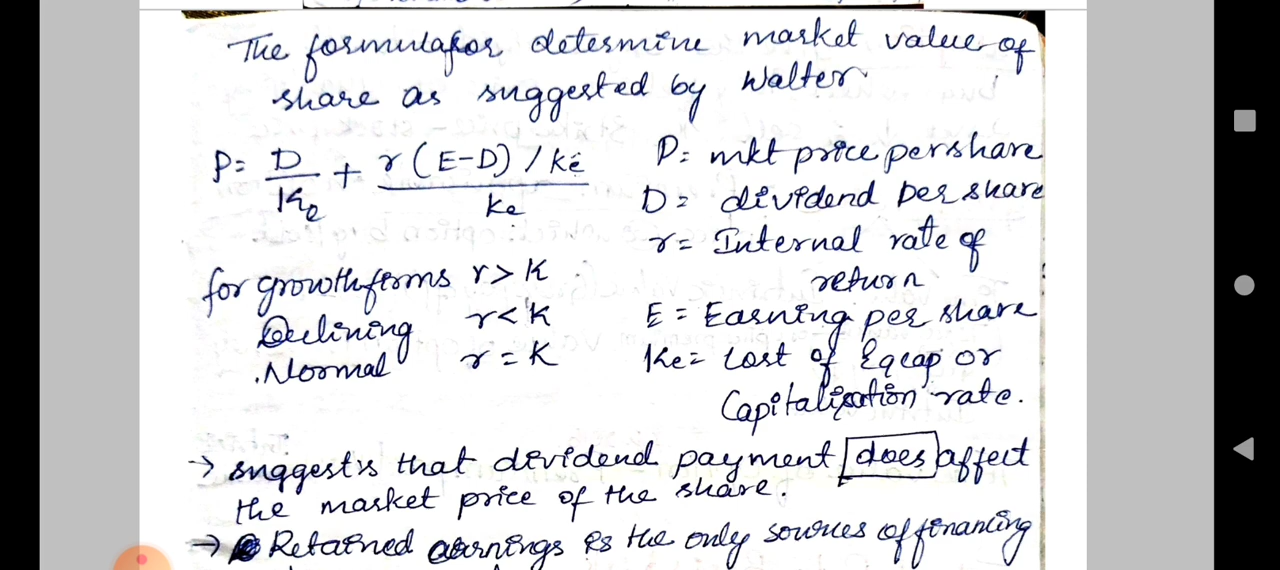 The formula for determine market value of
share as suggested by Walter.
P= D/Ke + r(E-D)/ke / ke
P= mkt price per share
D= dividend per share
r= Internal rate of
return
for growth firms r>K
Declining r<K
.Normal r=K
E = Earning per share
Ke= Cost of Eq cap or
Capitalization rate.
→ suggests is that dividend payment does affect
the market price of the share.
→ Retained earnings is the only sources of financing